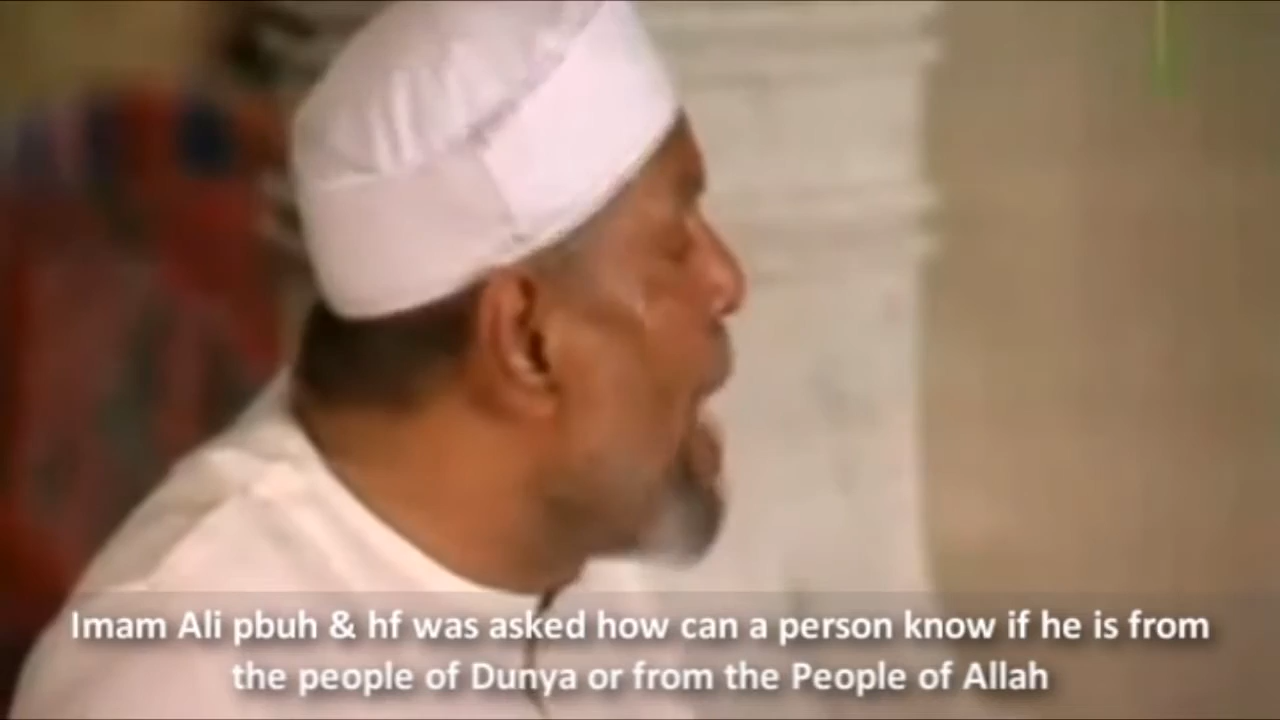 Imam Ali pbuh & hf was asked how can a person know if he is from
the people of Dunya or from the People of Allah